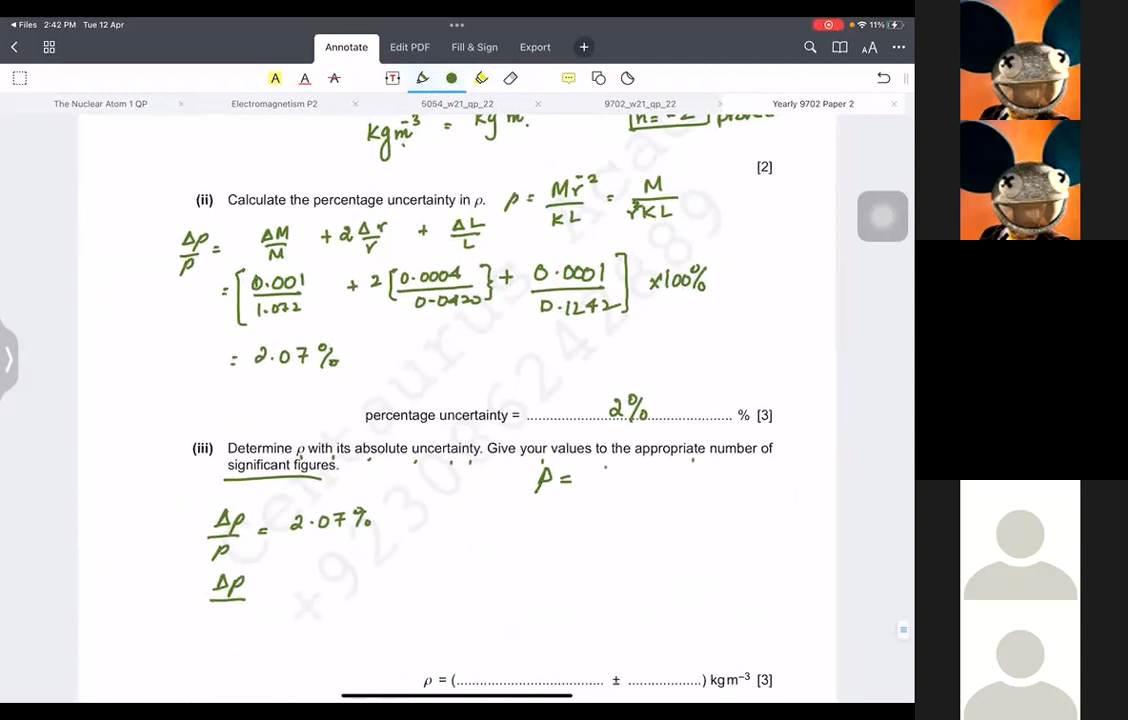 Files 2:42 PM Tue 12 Apr
11%
Annotate Edit PDF Fill & Sign Export
The Nuclear Atom 1 QP Electromagnetism P2 5054_w21_qp_22 9702_w21_qp_22 Yearly 9702 Paper 2
kgm⁻³ = kg m.
[2]
(ii) Calculate the percentage uncertainty in ρ. ρ = Mr⁻²/KL = M/r²KL
Δρ/ρ = ΔM/M + 2Δr/r + ΔL/L
= [0.001/1.072 + 2[0.0004/0.0420] + 0.0001/0.1242] ×100%
= 2.07%
percentage uncertainty = 2% % [3]
(iii) Determine ρ with its absolute uncertainty. Give your values to the appropriate number of
significant figures.
ρ =
Δρ/ρ = 2.07%
Δρ
ρ = (.................................... ± ..................) kg m⁻³ [3]
Centaurus Acad
+923086242889